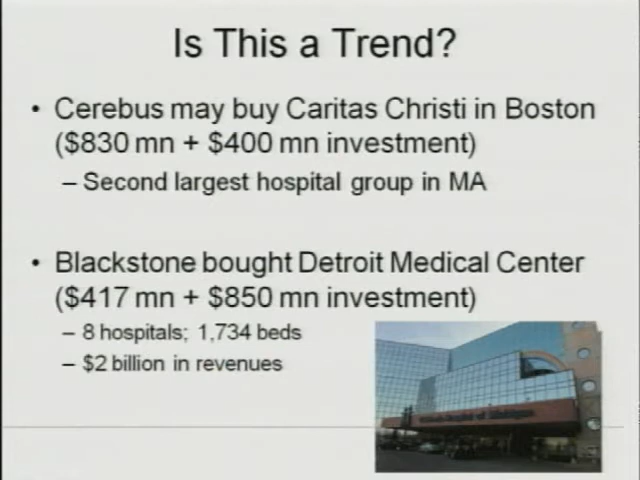 Is This a Trend?
• Cerebus may buy Caritas Christi in Boston
($830 mn + $400 mn investment)
– Second largest hospital group in MA
• Blackstone bought Detroit Medical Center
($417 mn + $850 mn investment)
– 8 hospitals; 1,734 beds
– $2 billion in revenues